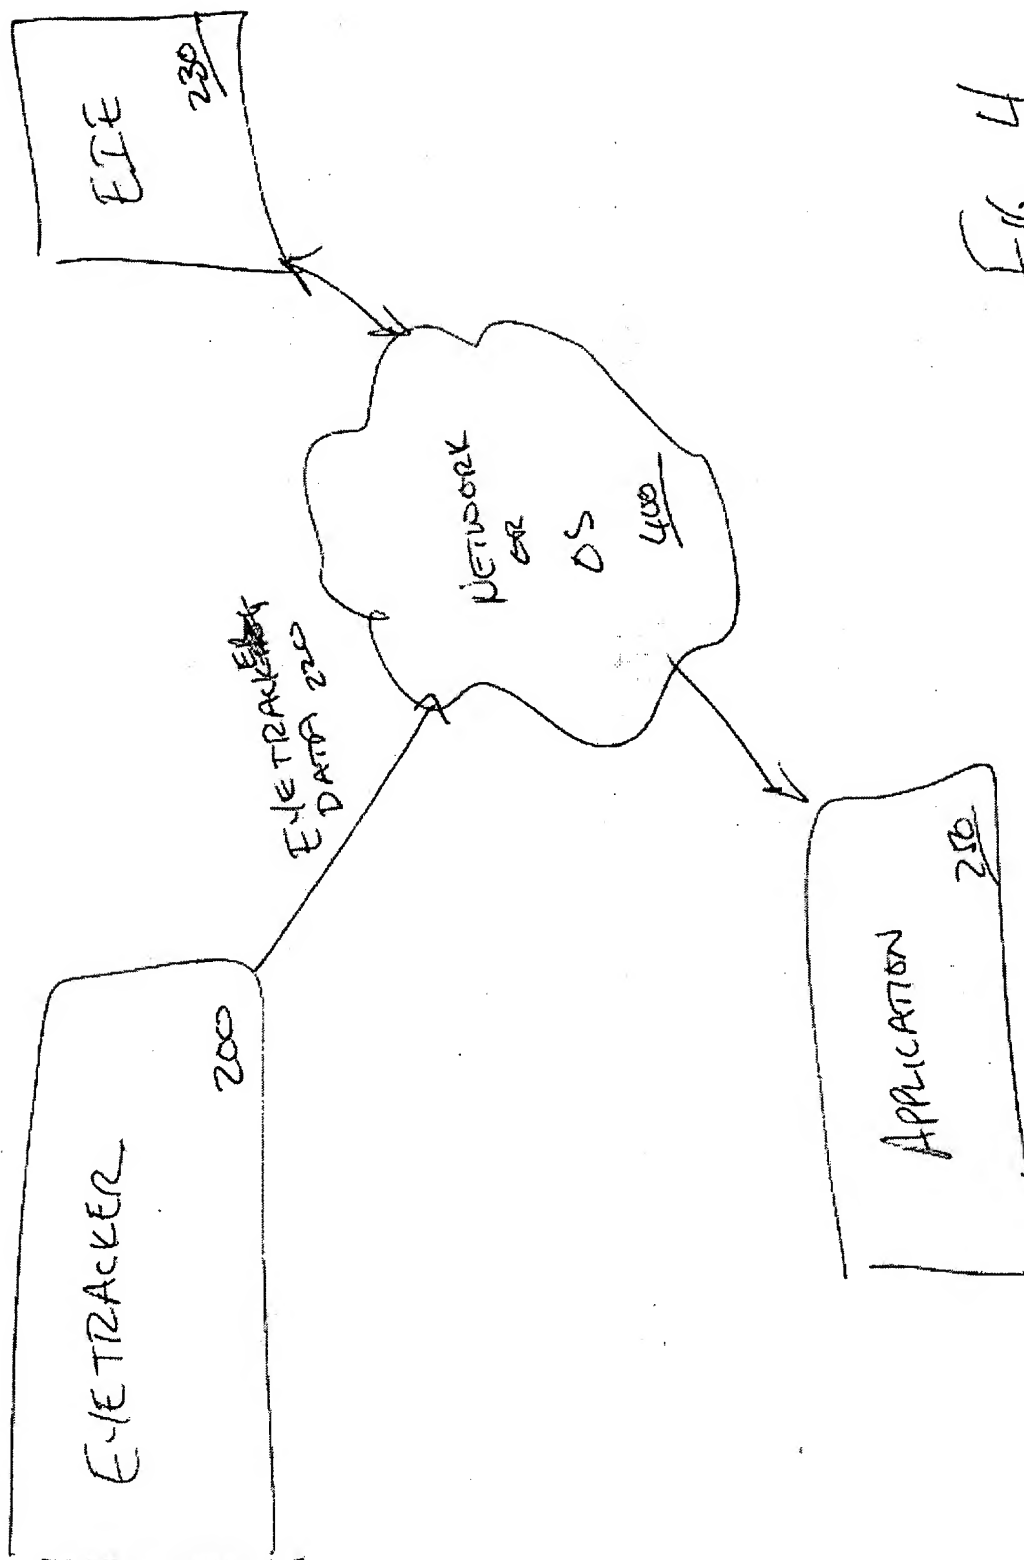 EYETRACKER
200
EYETRACKER
DATA 220
NETWORK
OR
OS
400
EIE
230
APPLICATION
250
FIG. 4